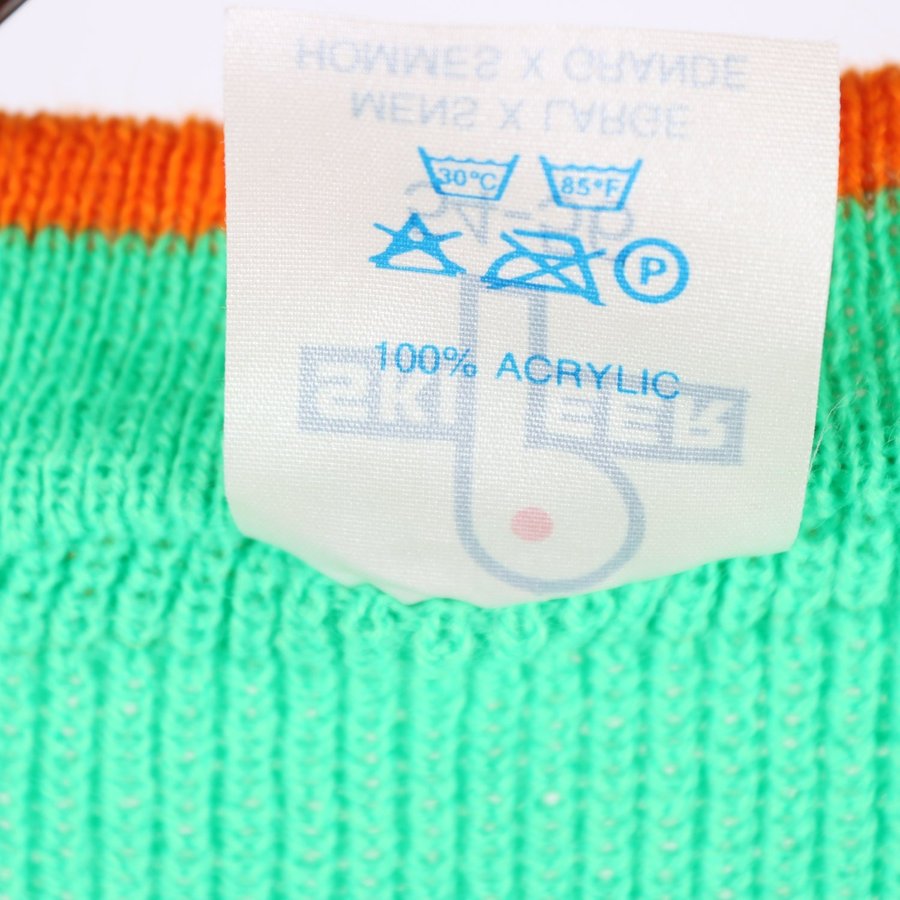 HOMMES X GRANDE
MENS X LARGE
30°C 85°F
P
100% ACRYLIC